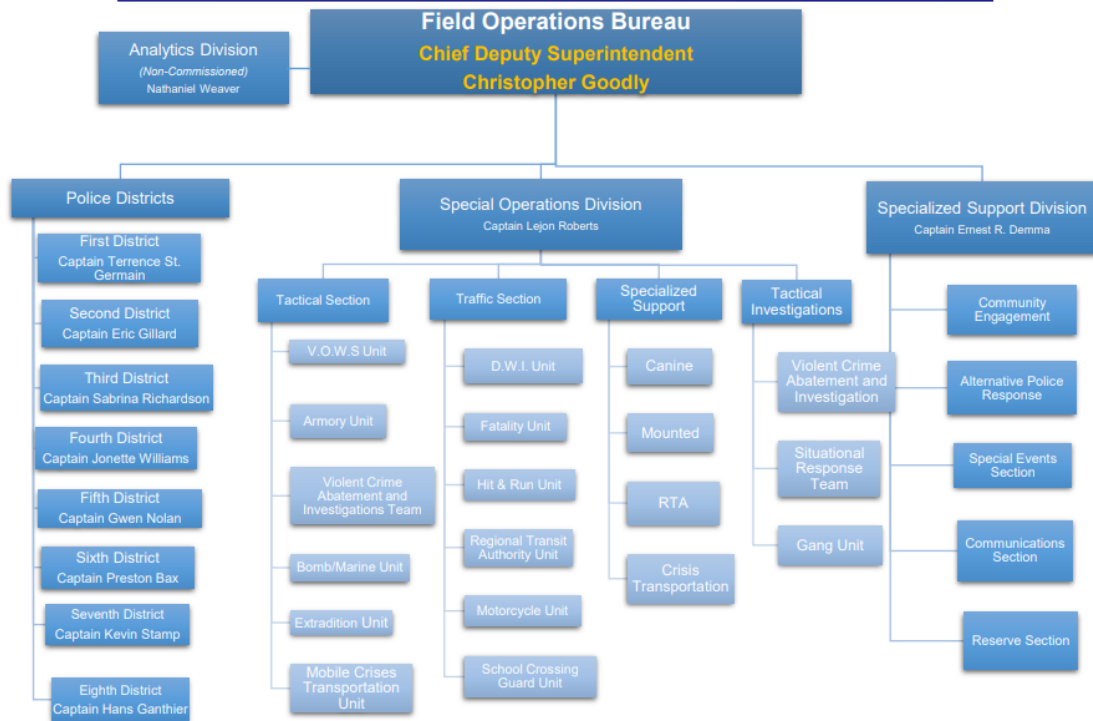 Field Operations Bureau
Chief Deputy Superintendent
Christopher Goodly
Analytics Division
(Non-Commissioned)
Nathaniel Weaver
Police Districts
First District
Captain Terrence St.
Germain
Second District
Captain Eric Gillard
Third District
Captain Sabrina Richardson
Fourth District
Captain Jonette Williams
Fifth District
Captain Gwen Nolan
Sixth District
Captain Preston Bax
Seventh District
Captain Kevin Stamp
Eighth District
Captain Hans Ganthier
Special Operations Division
Captain Lejon Roberts
Tactical Section
V.O.W.S Unit
Armory Unit
Violent Crime
Abatement and
Investigations Team
Bomb/Marine Unit
Extradition Unit
Mobile Crises
Transportation
Unit
Traffic Section
D.W.I. Unit
Fatality Unit
Hit & Run Unit
Regional Transit
Authority Unit
Motorcycle Unit
School Crossing
Guard Unit
Specialized
Support
Canine
Mounted
RTA
Crisis
Transportation
Tactical
Investigations
Violent Crime
Abatement and
Investigation
Situational
Response
Team
Gang Unit
Specialized Support Division
Captain Ernest R. Demma
Community
Engagement
Alternative Police
Response
Special Events
Section
Communications
Section
Reserve Section